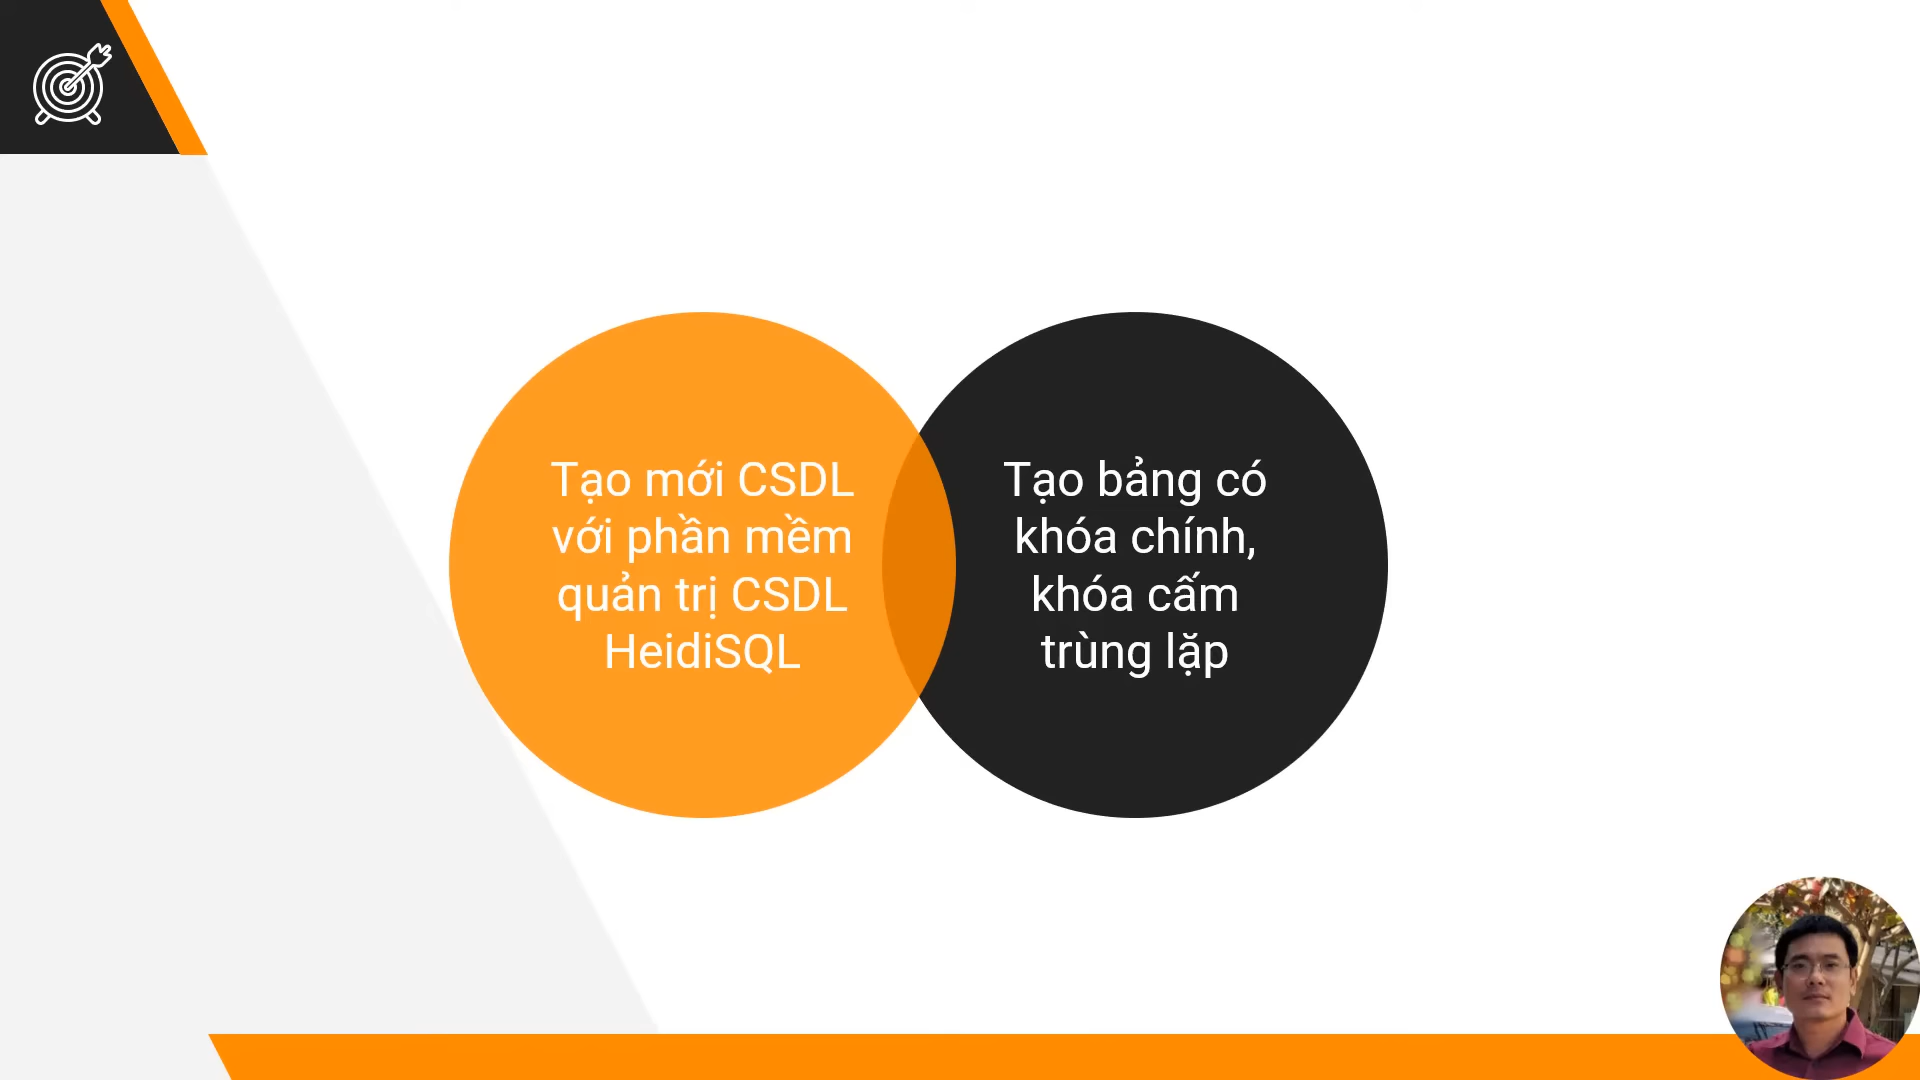 Tạo mới CSDL
với phần mềm
quản trị CSDL
HeidiSQL
Tạo bảng có
khóa chính,
khóa cấm
trùng lặp